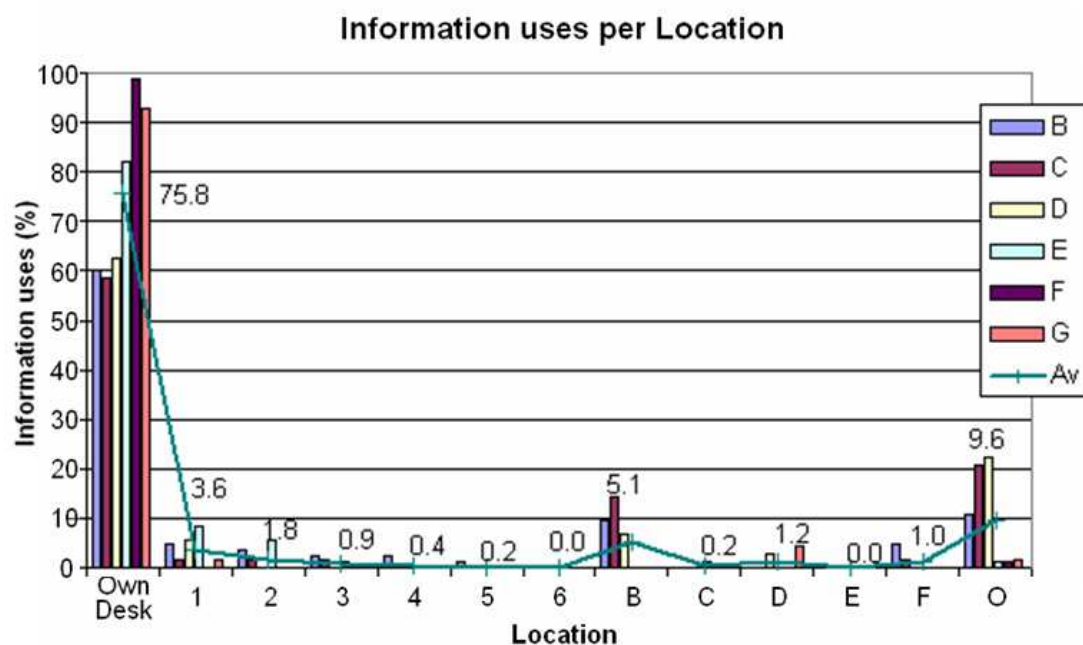 Information uses per Location
Information uses (%)
100
90
80
70
60
50
40
30
20
10
0
75.8
3.6
1.8
0.9
0.4
0.2
0.0
5.1
0.2
1.2
0.0
1.0
9.6
Own Desk
1
2
3
4
5
6
B
C
D
E
F
O
Location
B
C
D
E
F
G
Av